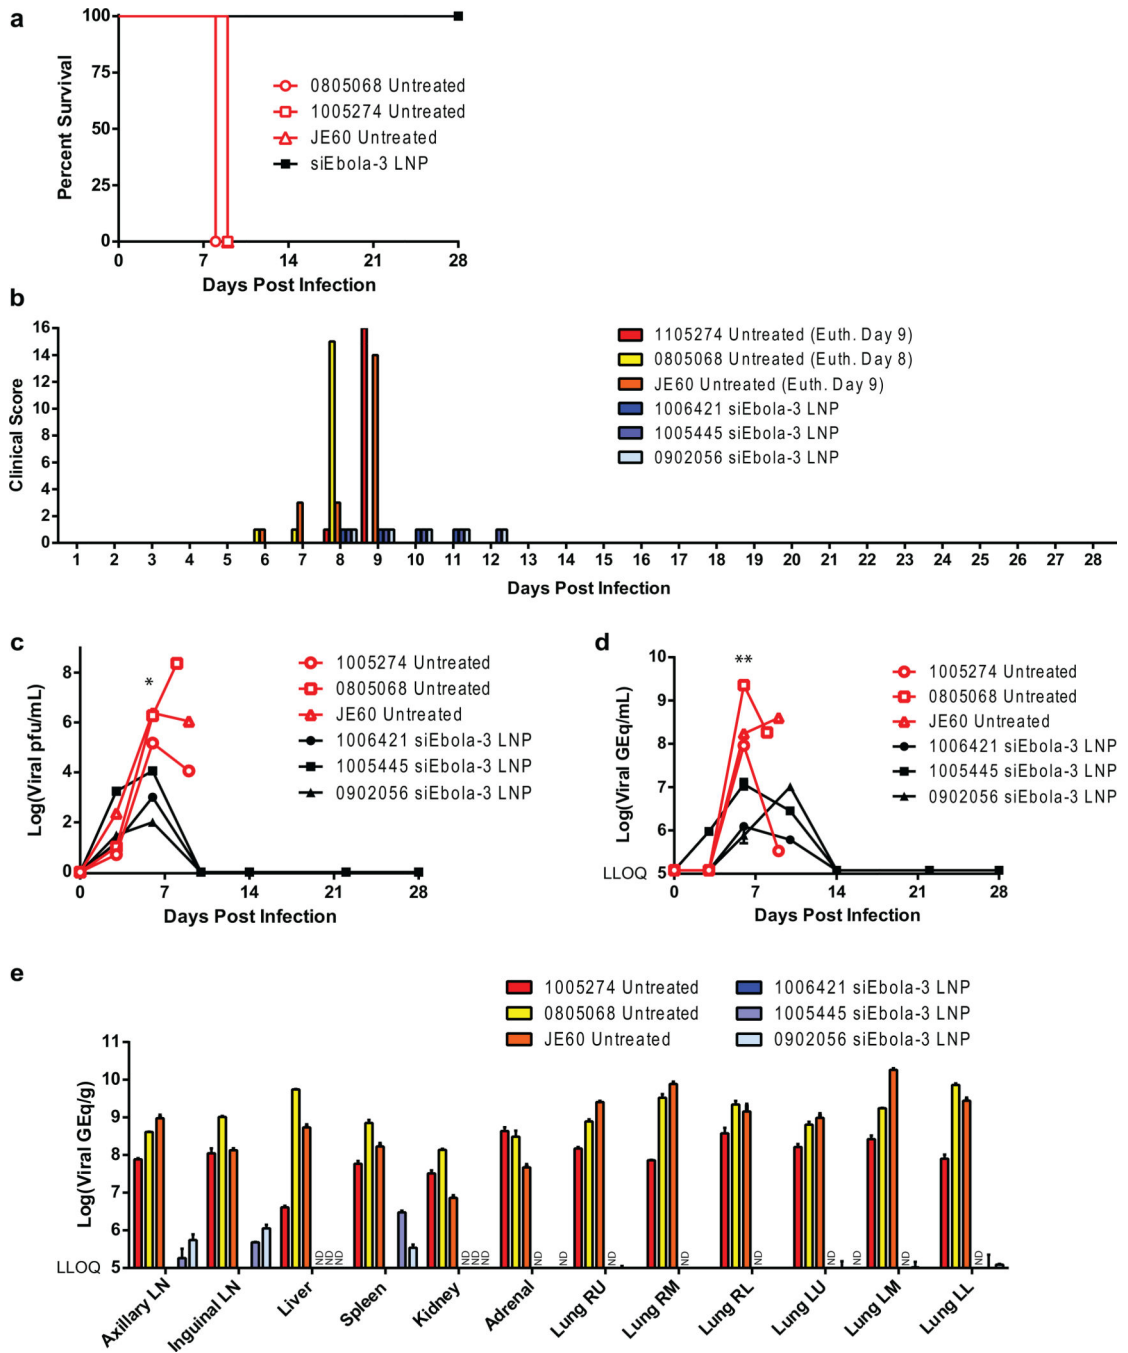 a
100
75
50
25
0
Percent Survival
0805068 Untreated
1005274 Untreated
JE60 Untreated
siEbola-3 LNP
0 7 14 21 28
Days Post Infection
b
16
14
12
10
8
6
4
2
0
Clinical Score
1105274 Untreated (Euth. Day 9)
0805068 Untreated (Euth. Day 8)
JE60 Untreated (Euth. Day 9)
1006421 siEbola-3 LNP
1005445 siEbola-3 LNP
0902056 siEbola-3 LNP
1 2 3 4 5 6 7 8 9 10 11 12 13 14 15 16 17 18 19 20 21 22 23 24 25 26 27 28
Days Post Infection
c
8
6
4
2
0
Log(Viral pfu/mL)
*
1005274 Untreated
0805068 Untreated
JE60 Untreated
1006421 siEbola-3 LNP
1005445 siEbola-3 LNP
0902056 siEbola-3 LNP
0 7 14 21 28
Days Post Infection
d
10
9
8
7
6
LLOQ 5
Log(Viral GEq/mL)
**
1005274 Untreated
0805068 Untreated
JE60 Untreated
1006421 siEbola-3 LNP
1005445 siEbola-3 LNP
0902056 siEbola-3 LNP
0 7 14 21 28
Days Post Infection
e
1005274 Untreated
0805068 Untreated
JE60 Untreated
1006421 siEbola-3 LNP
1005445 siEbola-3 LNP
0902056 siEbola-3 LNP
11
10
9
8
7
6
LLOQ 5
Log(Viral GEq/g)
ND ND ND ND ND ND ND ND ND ND ND ND ND ND
Axillary LN
Inguinal LN
Liver
Spleen
Kidney
Adrenal
Lung RU
Lung RM
Lung RL
Lung LU
Lung LM
Lung LL